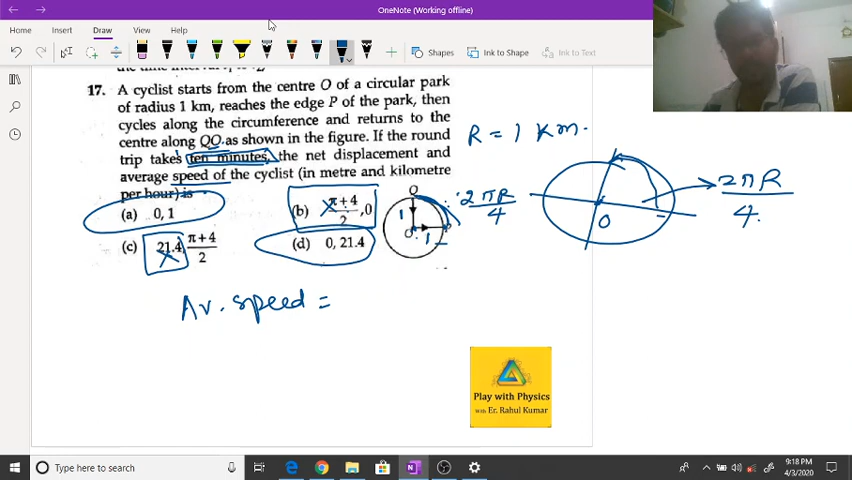 OneNote (Working offline)
Home Insert Draw View Help
Shapes Ink to Shape Ink to Text
17. A cyclist starts from the centre O of a circular park
of radius 1 km, reaches the edge P of the park, then
cycles along the circumference and returns to the
centre along QO as shown in the figure. If the round
trip takes ten minutes, the net displacement and
average speed of the cyclist (in metre and kilometre
per hour) is
(a) 0, 1
(b) π+4/2, 0
(c) 21.4, π+4/2
(d) 0, 21.4
Q
1
O
1
2πR/4
R = 1 Km.
O
2πR/4
Av. speed =
Play with Physics
with Er. Rahul Kumar
Type here to search
9:18 PM
4/3/2020